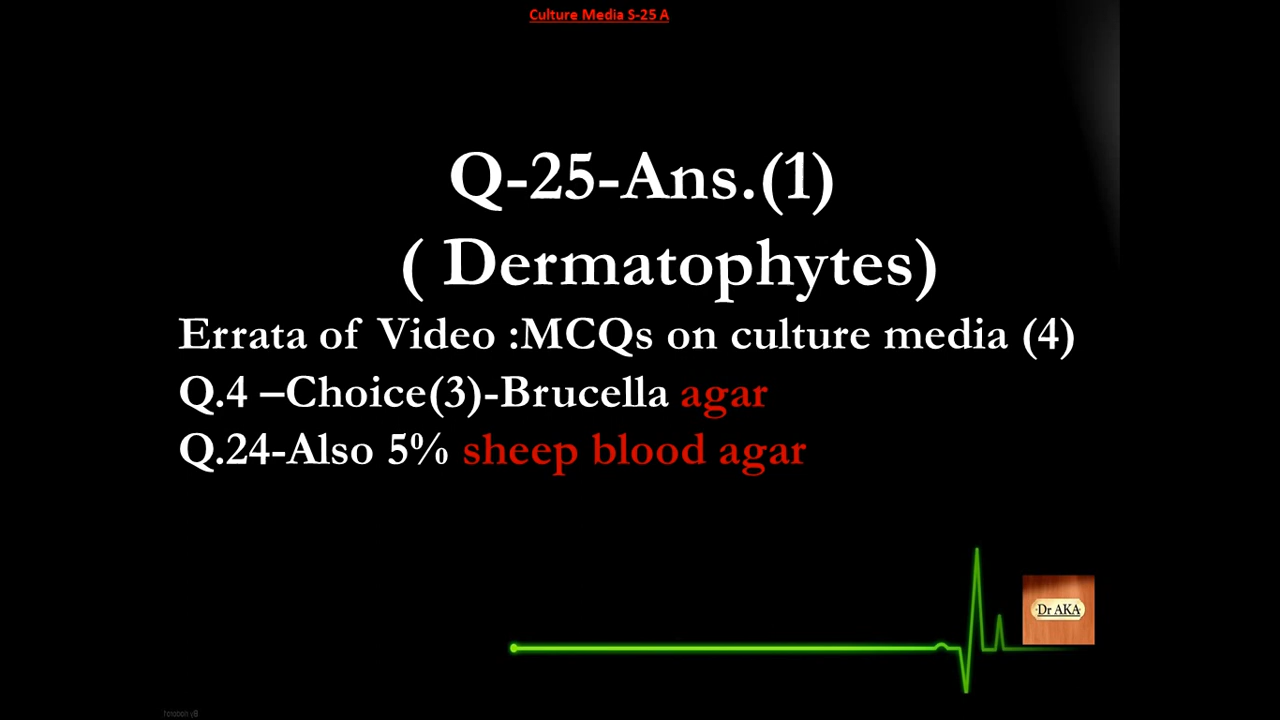 Culture Media S-25 A
Q-25-Ans.(1)
( Dermatophytes)
Errata of Video :MCQs on culture media (4)
Q.4 –Choice(3)-Brucella agar
Q.24-Also 5% sheep blood agar
Dr AKA